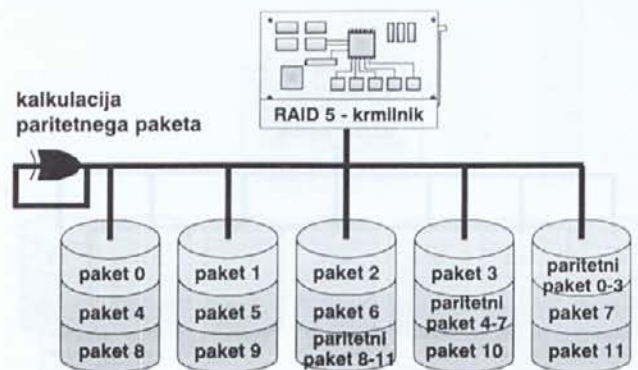 RAID 5 - krmilnik
kalkulacija
paritetnega paketa
paket 0
paket 1
paket 2
paket 3
paritetni
paket 0-3
paket 4
paket 5
paket 6
paritetni
paket 4-7
paket 7
paket 8
paket 9
paritetni
paket 8-11
paket 10
paket 11